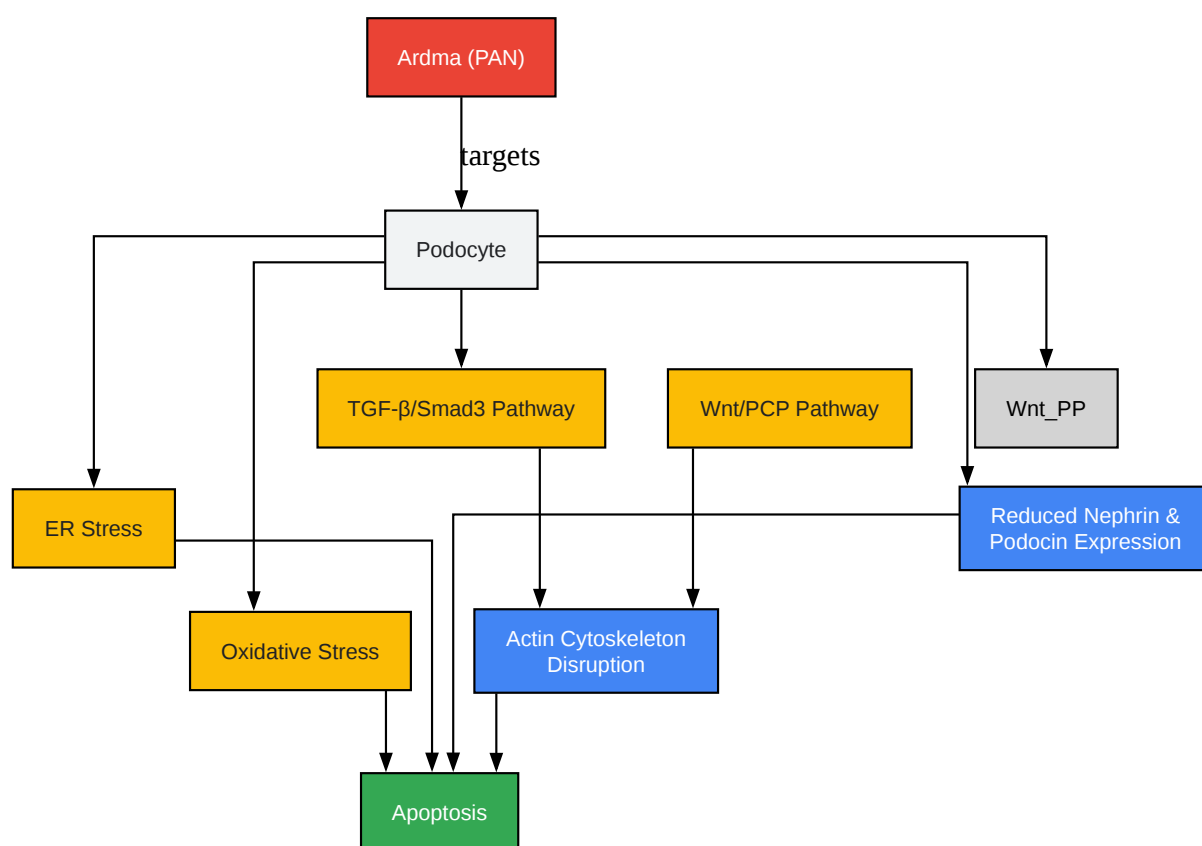 Ardma (PAN)
targets
Podocyte
TGF-β/Smad3 Pathway
Wnt/PCP Pathway
Wnt_PP
ER Stress
Reduced Nephrin &
Podocin Expression
Oxidative Stress
Actin Cytoskeleton
Disruption
Apoptosis